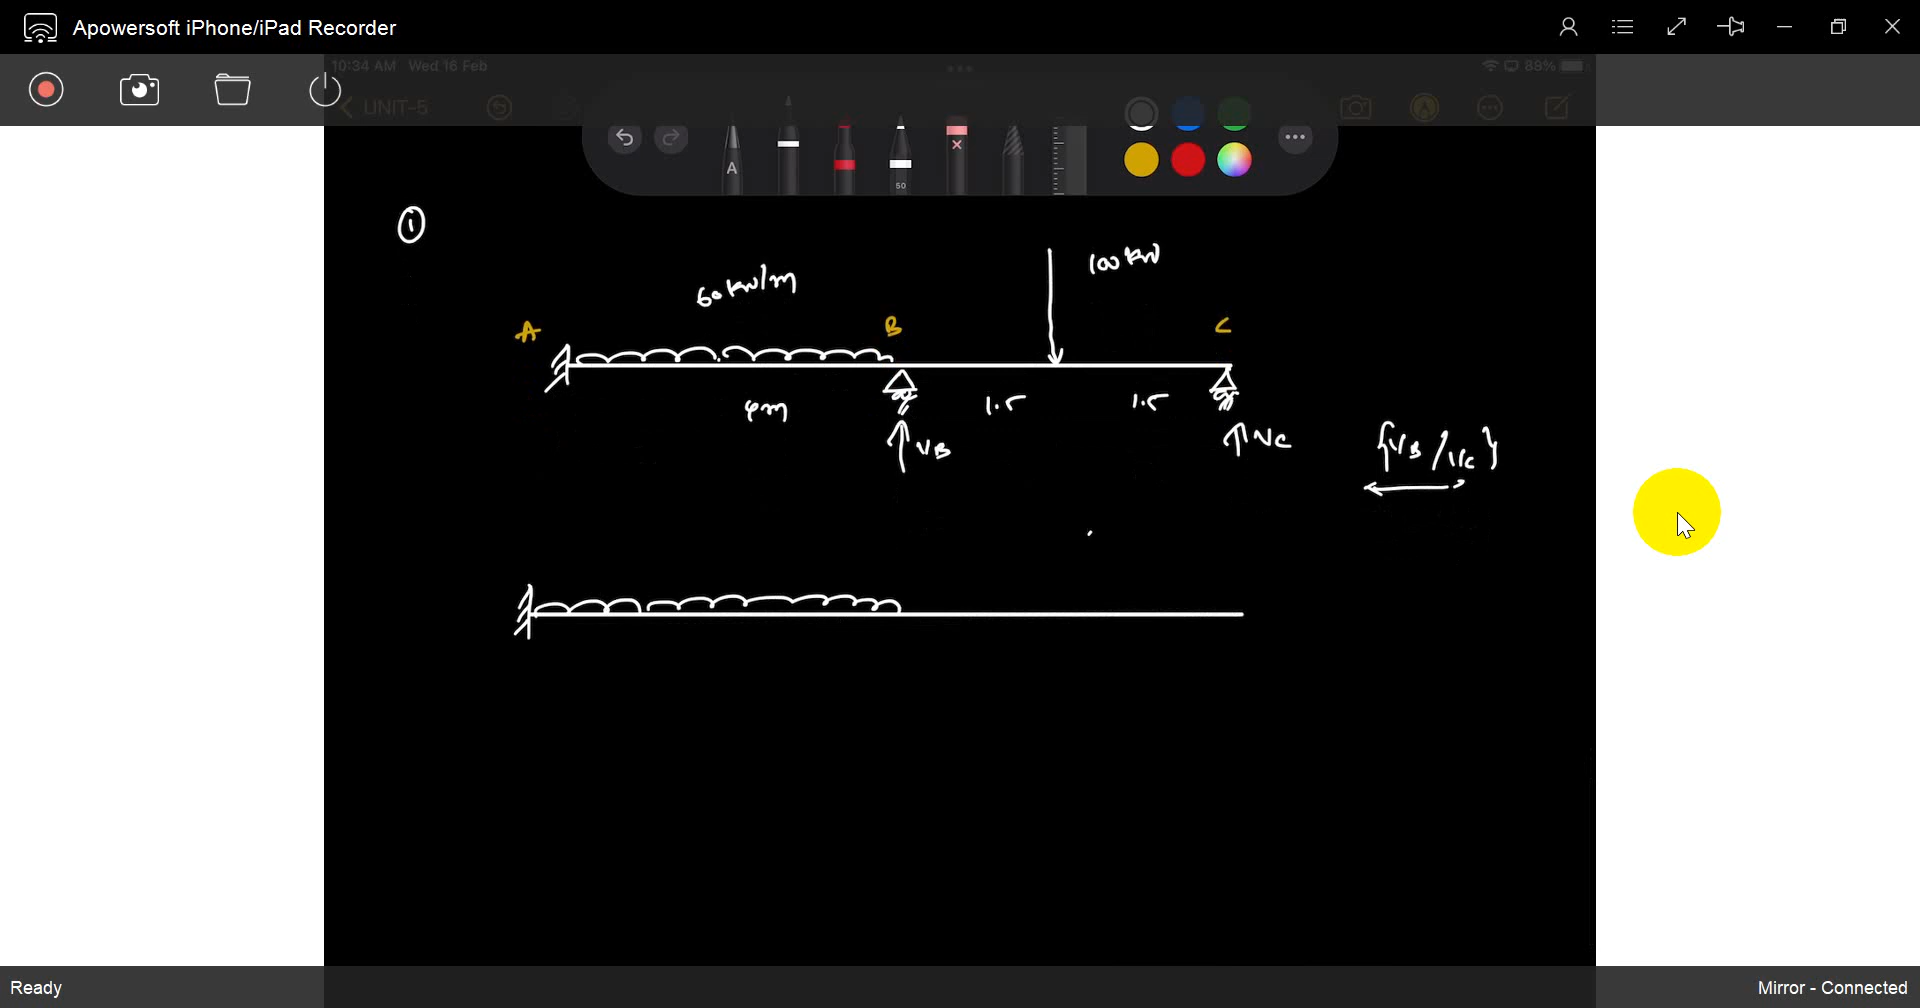 Apowersoft iPhone/iPad Recorder
10:34 AM Wed 16 Feb
88%
UNIT-5
A
50
①
60 kN/m
100 kN
A
B
C
4m
1.5
1.5
VB
VC
{VB/VC}
Ready
Mirror - Connected